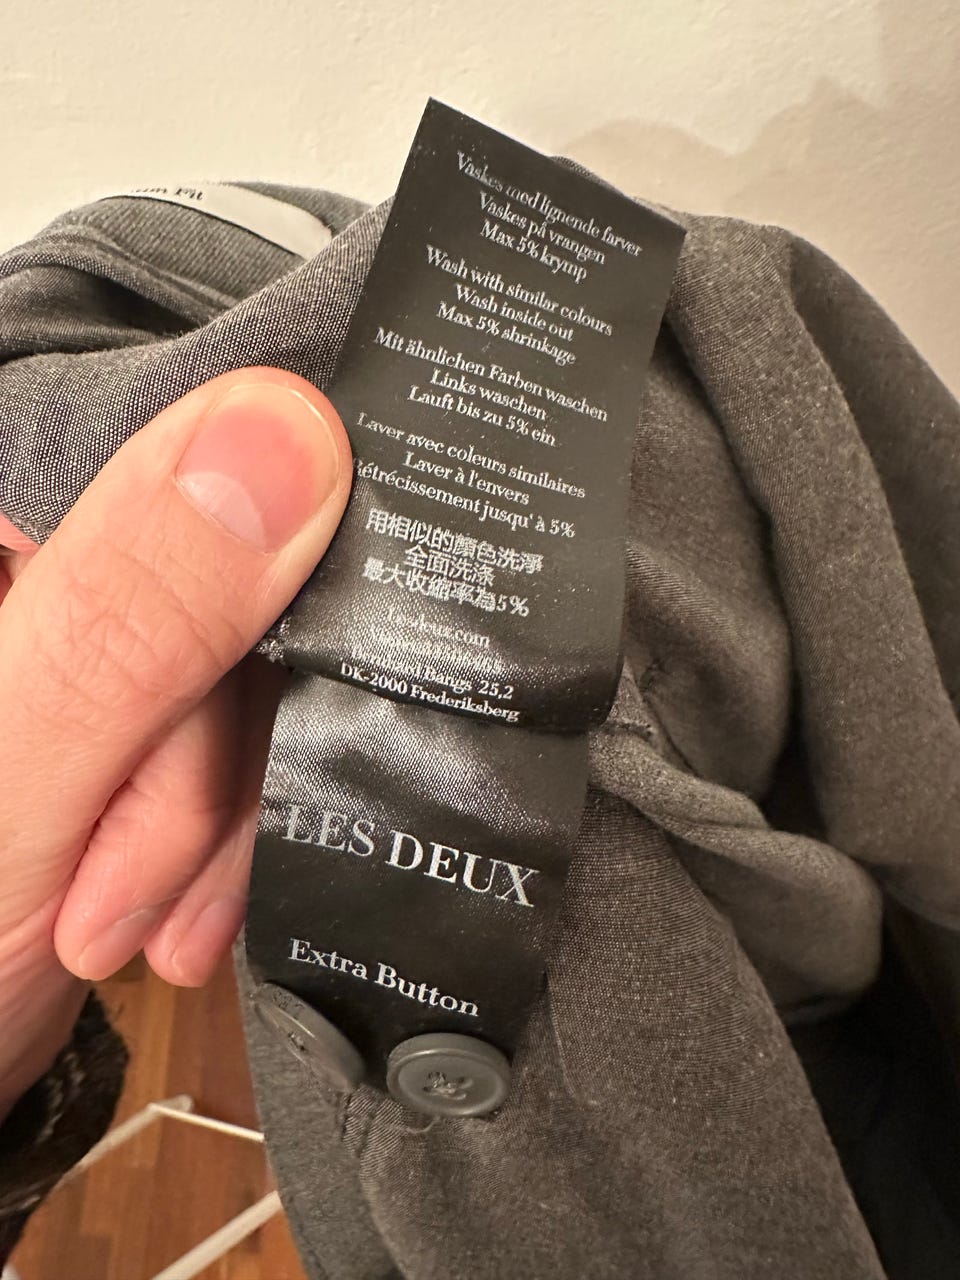 Fit
Vaskes med lignende farver
Vaskes på vrangen
Max 5% krymp
Wash with similar colours
Wash inside out
Max 5% shrinkage
Mit ähnlichen Farben waschen
Links waschen
Lauft bis zu 5% ein
Laver avec coleurs similaires
Laver à l'envers
Rétrécissement jusqu'à 5%
用相似的顏色洗淨
全面洗滌
最大收縮率為5%
25,2
DK-2000 Frederiksberg
LES DEUX
Extra Button